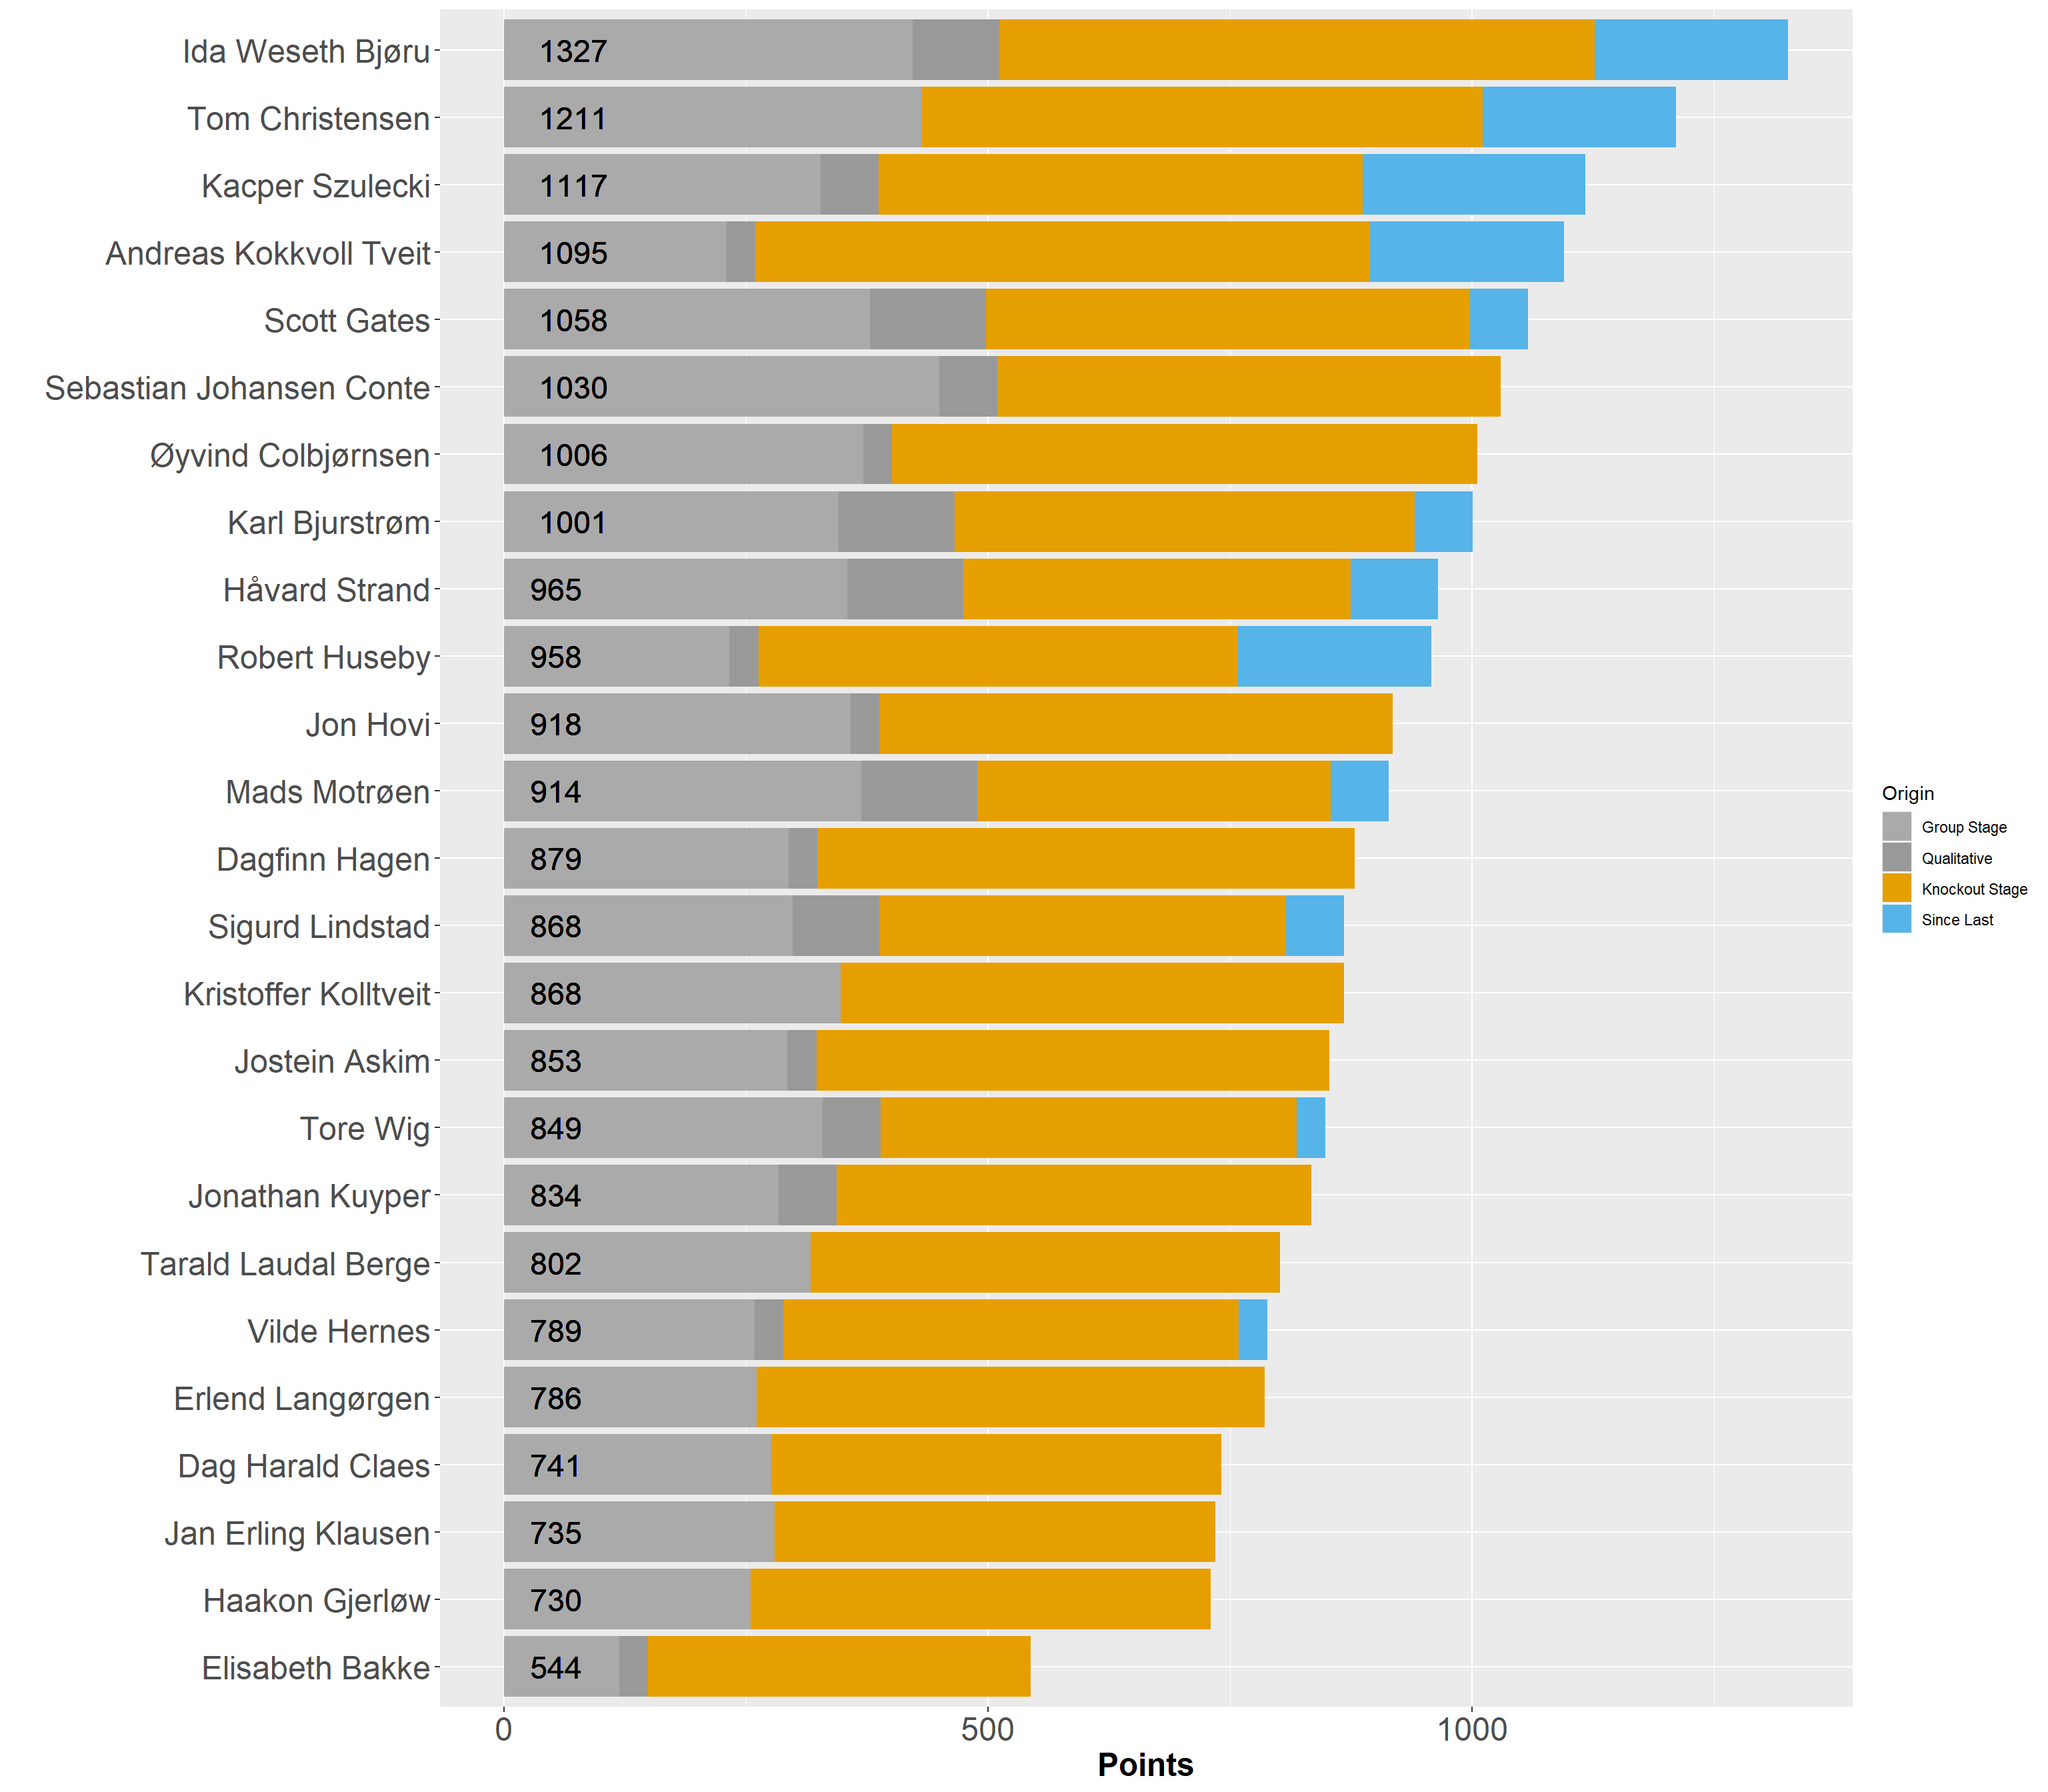 Ida Weseth Bjøru 1327
Tom Christensen 1211
Kacper Szulecki 1117
Andreas Kokkvoll Tveit 1095
Scott Gates 1058
Sebastian Johansen Conte 1030
Øyvind Colbjørnsen 1006
Karl Bjurstrøm 1001
Håvard Strand 965
Robert Huseby 958
Jon Hovi 918
Mads Motrøen 914
Dagfinn Hagen 879
Sigurd Lindstad 868
Kristoffer Kolltveit 868
Jostein Askim 853
Tore Wig 849
Jonathan Kuyper 834
Tarald Laudal Berge 802
Vilde Hernes 789
Erlend Langørgen 786
Dag Harald Claes 741
Jan Erling Klausen 735
Haakon Gjerløw 730
Elisabeth Bakke 544
0 500 1000
Points
Origin
Group Stage
Qualitative
Knockout Stage
Since Last